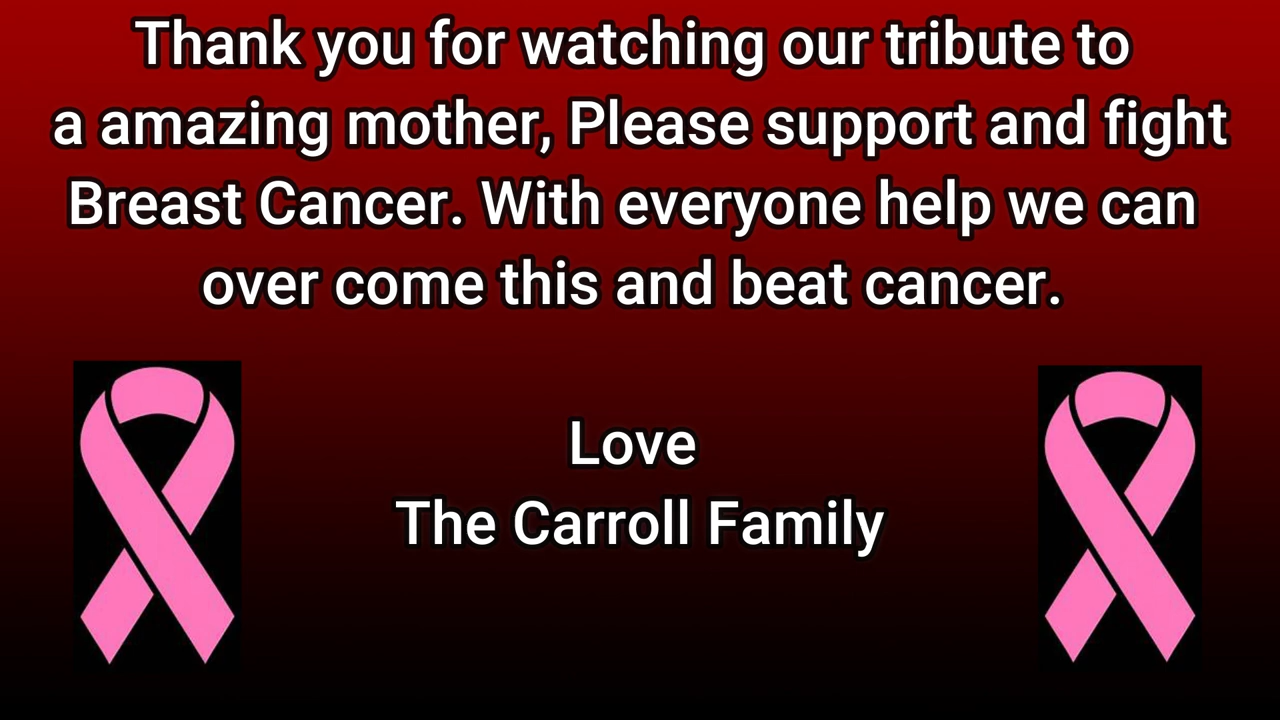 Thank you for watching our tribute to
a amazing mother, Please support and fight
Breast Cancer. With everyone help we can
over come this and beat cancer.
Love
The Carroll Family